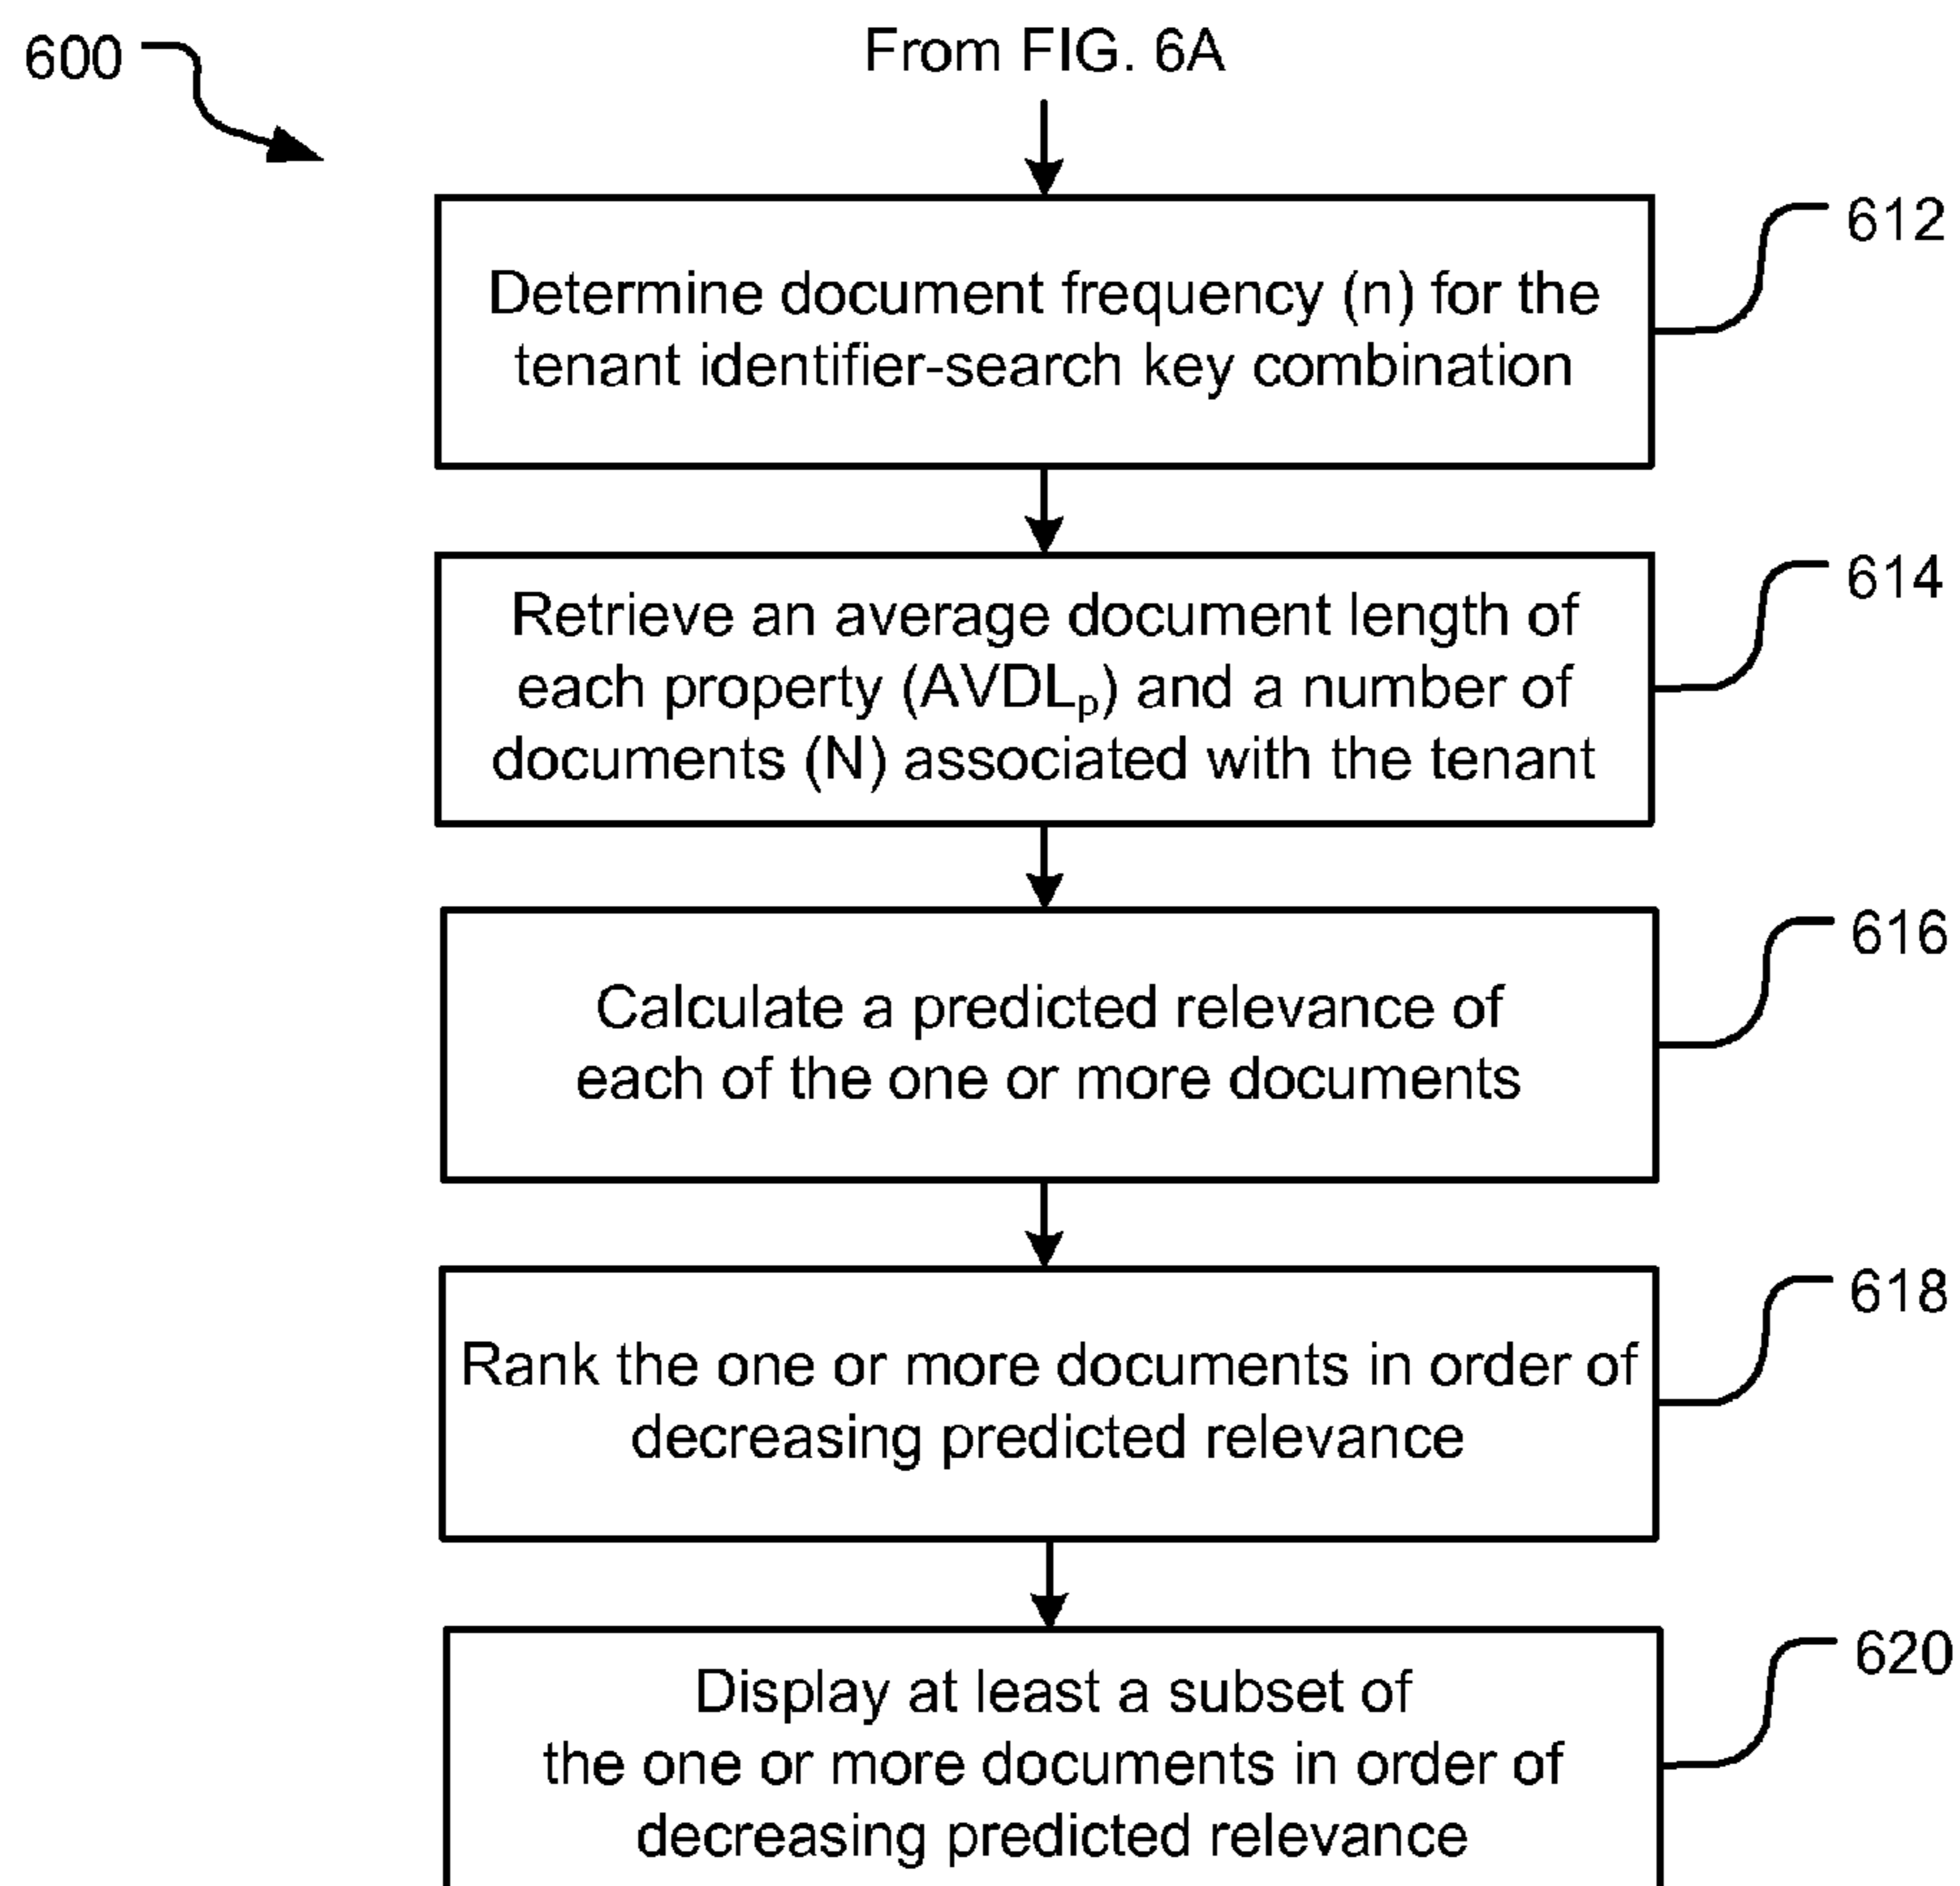 600
From FIG. 6A
612
Determine document frequency (n) for the
tenant identifier-search key combination
614
Retrieve an average document length of
each property (AVDLp) and a number of
documents (N) associated with the tenant
616
Calculate a predicted relevance of
each of the one or more documents
618
Rank the one or more documents in order of
decreasing predicted relevance
620
Display at least a subset of
the one or more documents in order of
decreasing predicted relevance